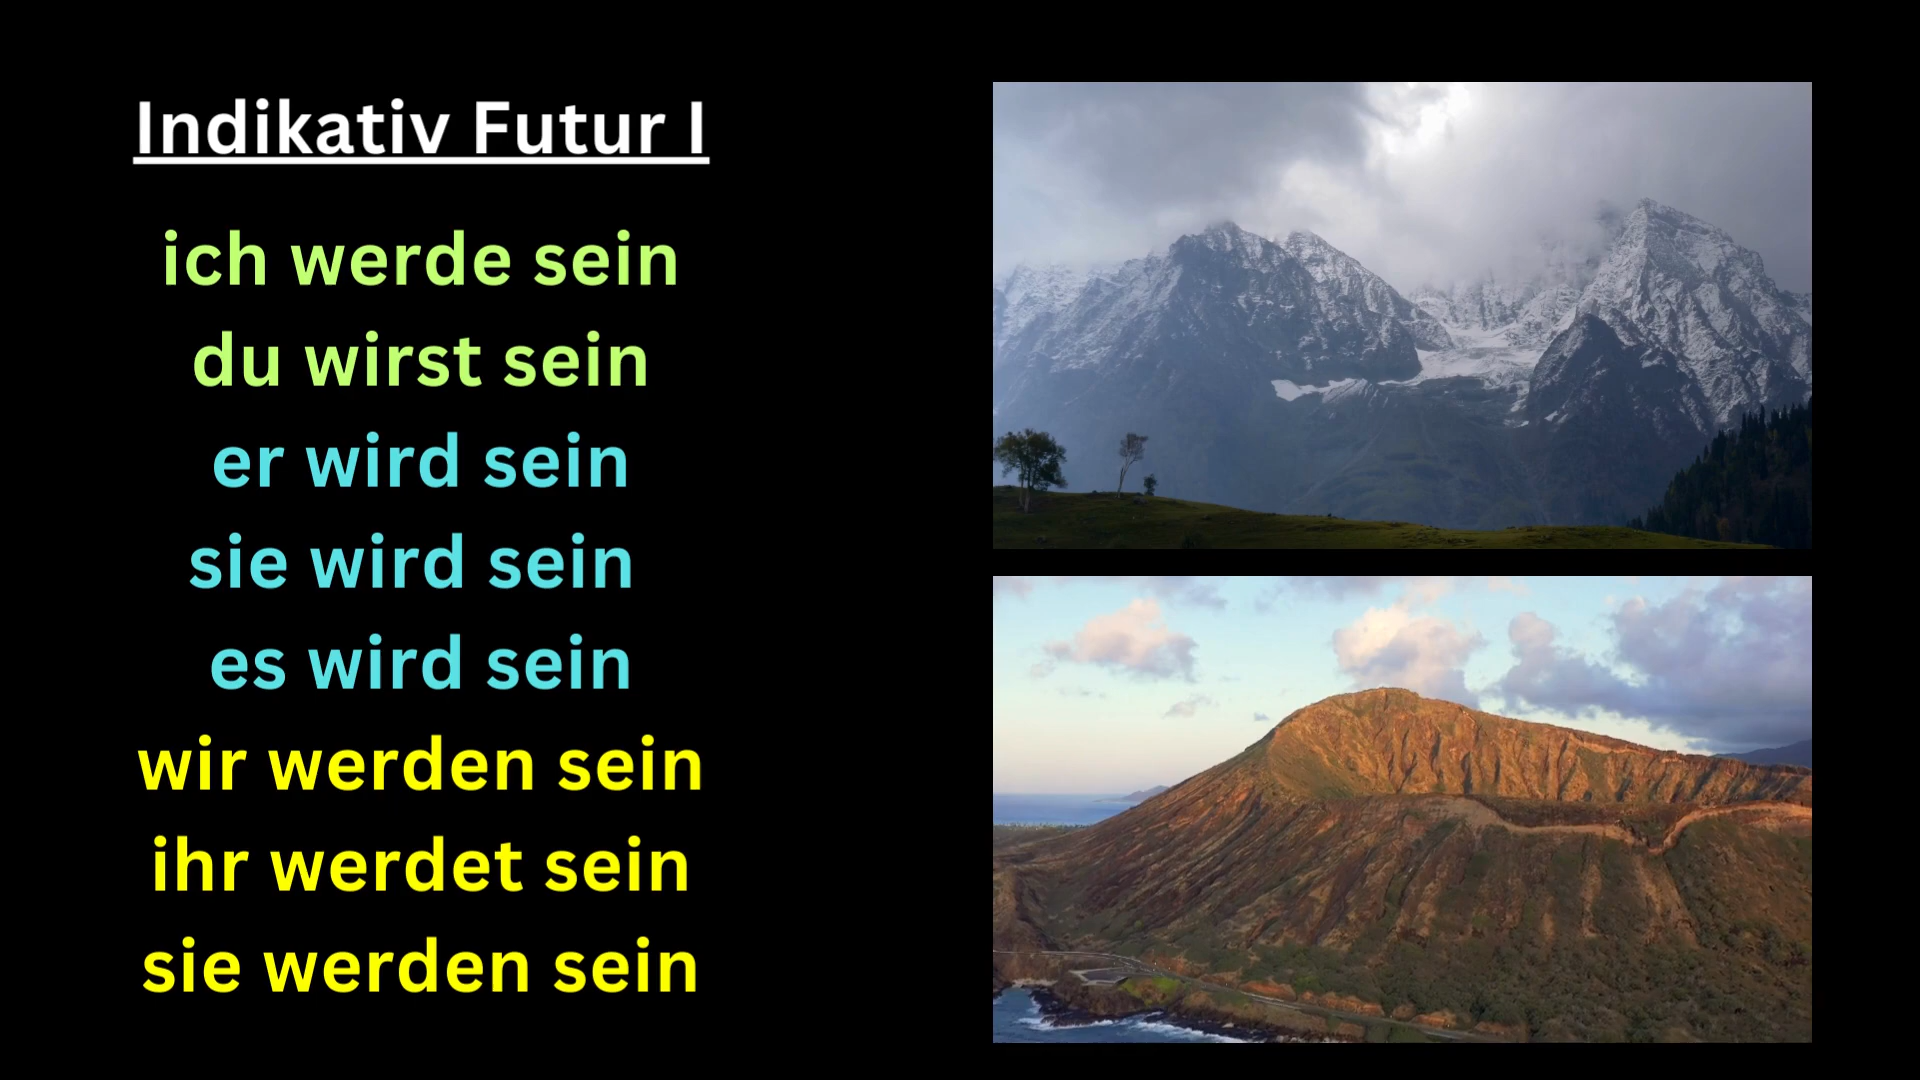 Indikativ Futur I
ich werde sein
du wirst sein
er wird sein
sie wird sein
es wird sein
wir werden sein
ihr werdet sein
sie werden sein